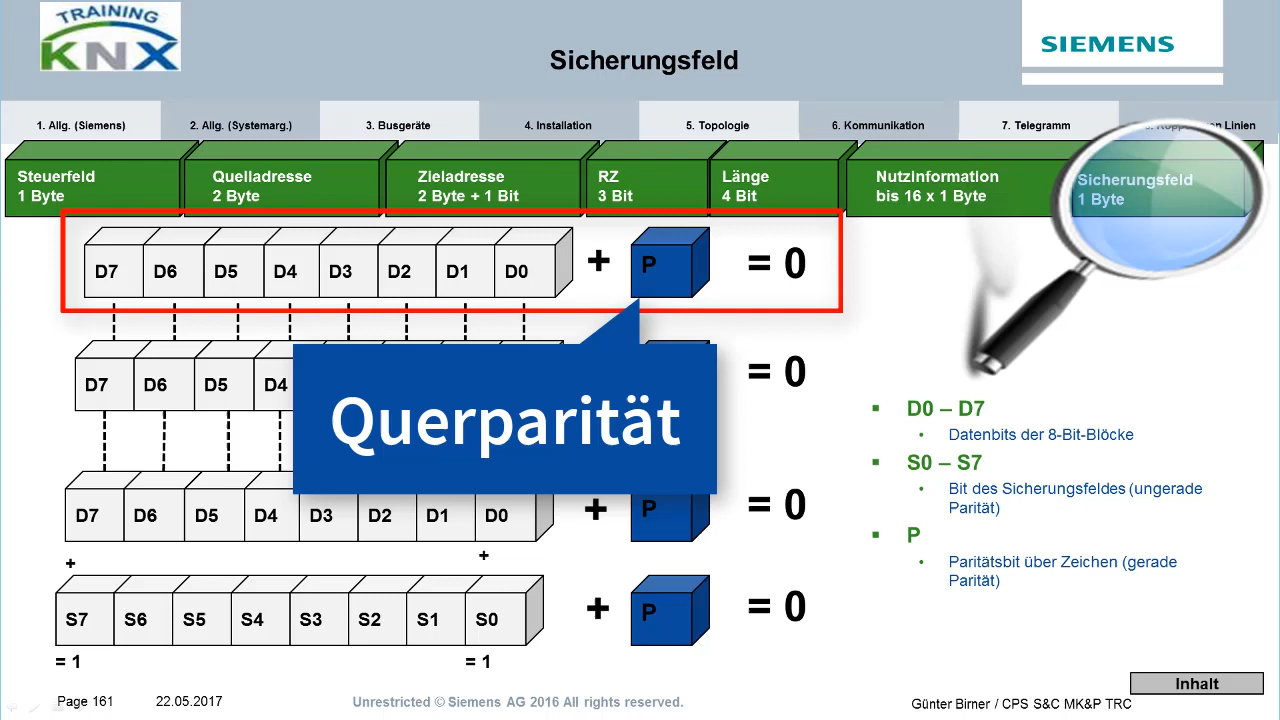 TRAINING
KNX
Sicherungsfeld
SIEMENS
1. Allg. (Siemens)
2. Allg. (Systemarg.)
3. Busgeräte
4. Installation
5. Topologie
6. Kommunikation
7. Telegramm
Linien
Steuerfeld
1 Byte
Quelladresse
2 Byte
Zieladresse
2 Byte + 1 Bit
RZ
3 Bit
Länge
4 Bit
Nutzinformation
bis 16 x 1 Byte
Sicherungsfeld
1 Byte
D7 D6 D5 D4 D3 D2 D1 D0 + P = 0
D7 D6 D5 D4 = 0
Querparität
D7 D6 D5 D4 D3 D2 D1 D0 + P = 0
+ +
S7 S6 S5 S4 S3 S2 S1 S0 + P = 0
= 1 = 1
D0 – D7
Datenbits der 8-Bit-Blöcke
S0 – S7
Bit des Sicherungsfeldes (ungerade
Parität)
P
Paritätsbit über Zeichen (gerade
Parität)
Inhalt
Page 161
22.05.2017
Unrestricted © Siemens AG 2016 All rights reserved.
Günter Birner / CPS S&C MK&P TRC